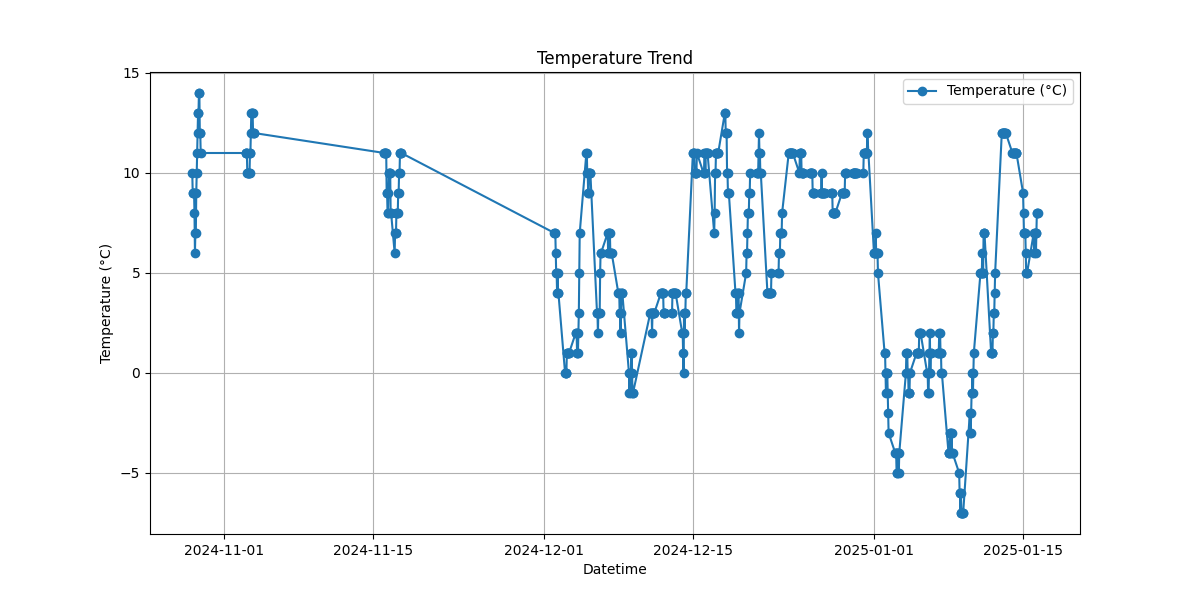 Temperature Trend
Temperature (°C)
15
10
5
0
−5
Temperature (°C)
2024-11-01
2024-11-15
2024-12-01
2024-12-15
2025-01-01
2025-01-15
Datetime